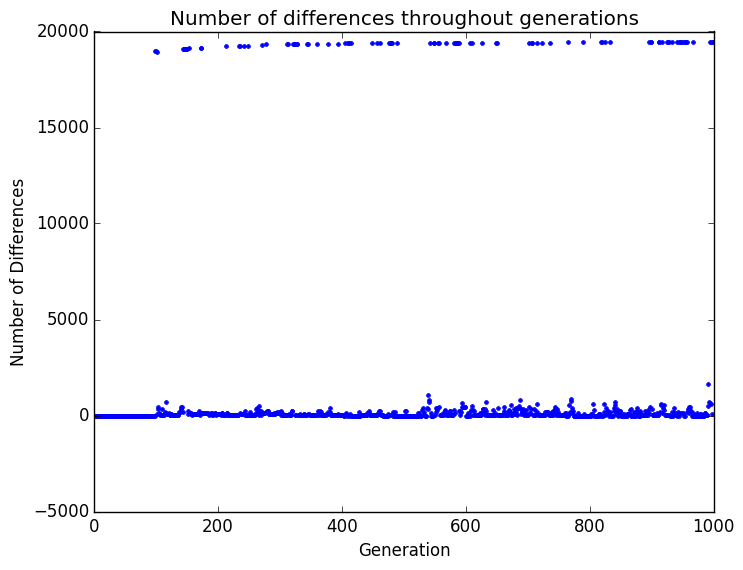 Number of differences throughout generations
20000
15000
10000
5000
0
−5000
Number of Differences
0 200 400 600 800 1000
Generation